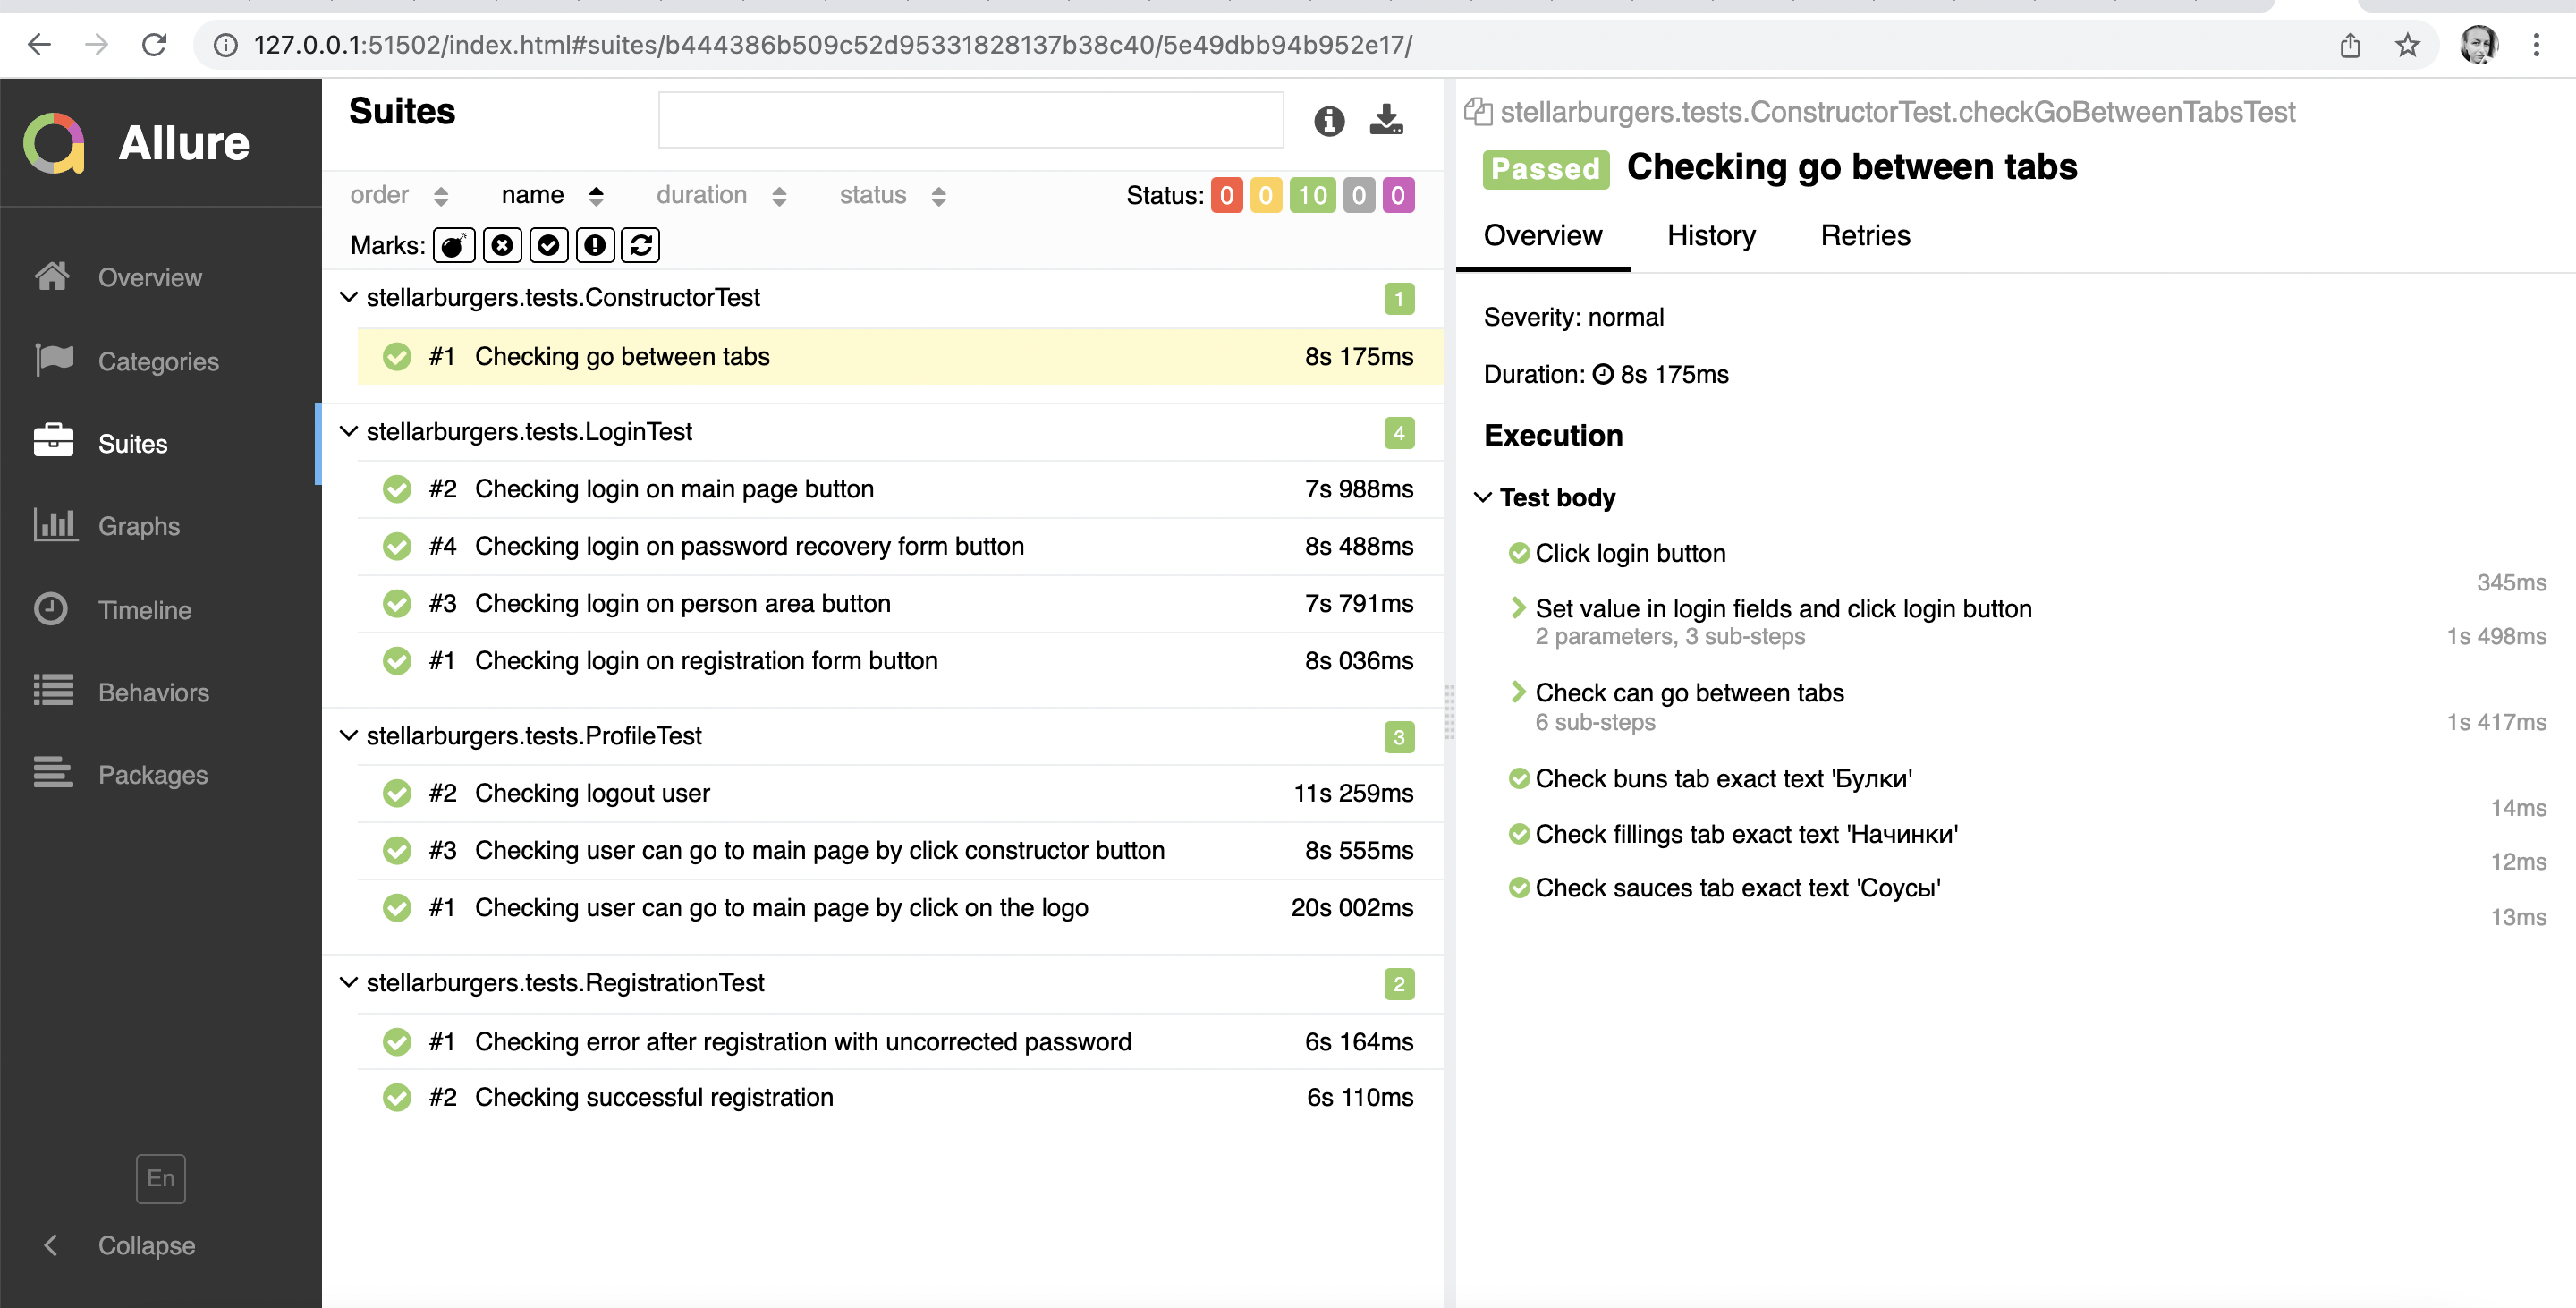 127.0.0.1:51502/index.html#suites/b444386b509c52d95331828137b38c40/5e49dbb94b952e17/
Allure
Overview
Categories
Suites
Graphs
Timeline
Behaviors
Packages
En
Collapse
Suites
order name duration status Status: 0 0 10 0 0
Marks:
stellarburgers.tests.ConstructorTest 1
#1 Checking go between tabs 8s 175ms
stellarburgers.tests.LoginTest 4
#2 Checking login on main page button 7s 988ms
#4 Checking login on password recovery form button 8s 488ms
#3 Checking login on person area button 7s 791ms
#1 Checking login on registration form button 8s 036ms
stellarburgers.tests.ProfileTest 3
#2 Checking logout user 11s 259ms
#3 Checking user can go to main page by click constructor button 8s 555ms
#1 Checking user can go to main page by click on the logo 20s 002ms
stellarburgers.tests.RegistrationTest 2
#1 Checking error after registration with uncorrected password 6s 164ms
#2 Checking successful registration 6s 110ms
stellarburgers.tests.ConstructorTest.checkGoBetweenTabsTest
Passed Checking go between tabs
Overview History Retries
Severity: normal
Duration: 8s 175ms
Execution
Test body
Click login button
345ms
Set value in login fields and click login button
2 parameters, 3 sub-steps 1s 498ms
Check can go between tabs
6 sub-steps 1s 417ms
Check buns tab exact text 'Булки'
14ms
Check fillings tab exact text 'Начинки'
12ms
Check sauces tab exact text 'Соусы'
13ms